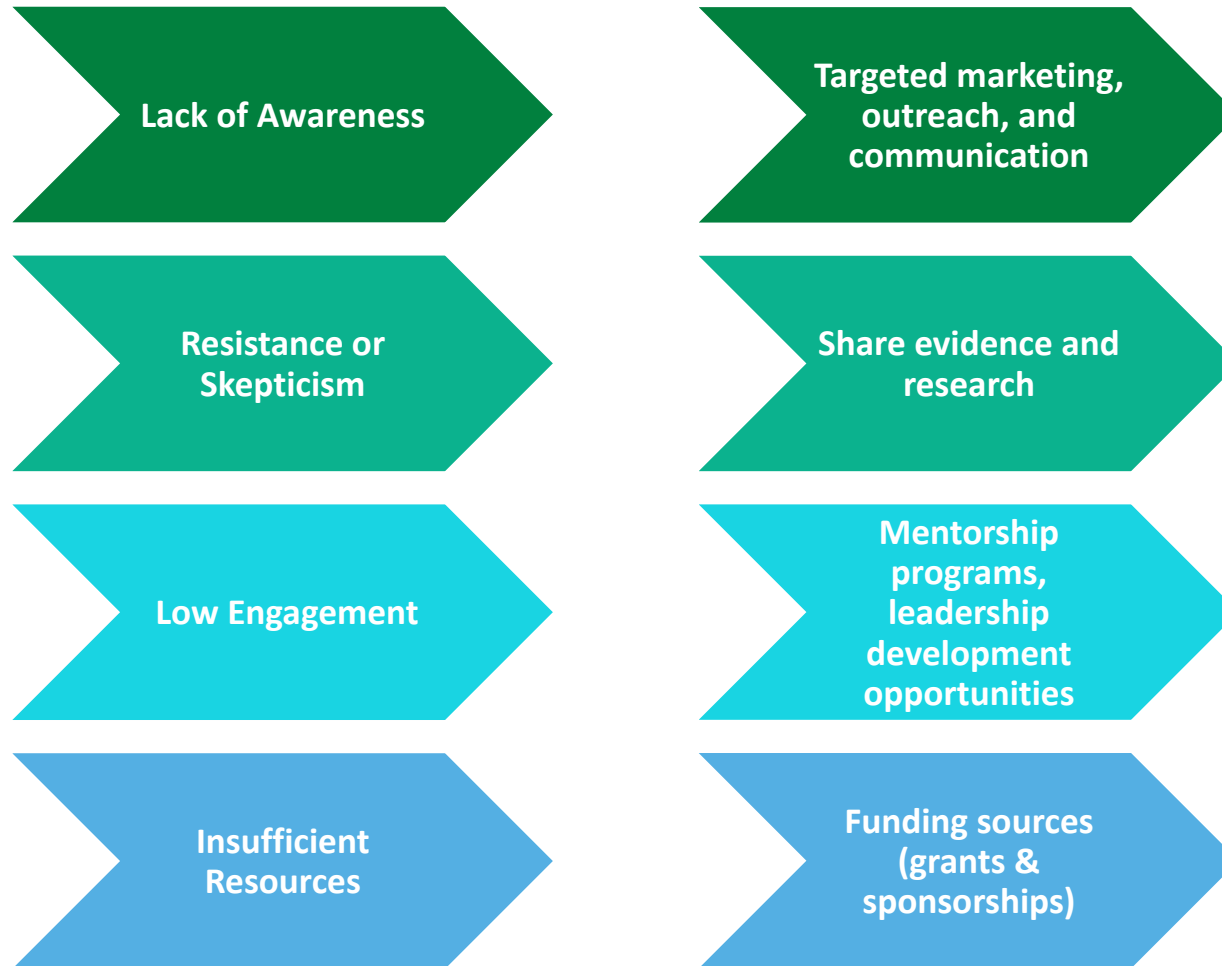 Lack of Awareness
Targeted marketing,
outreach, and
communication
Resistance or
Skepticism
Share evidence and
research
Low Engagement
Mentorship
programs,
leadership
development
opportunities
Insufficient
Resources
Funding sources
(grants &
sponsorships)